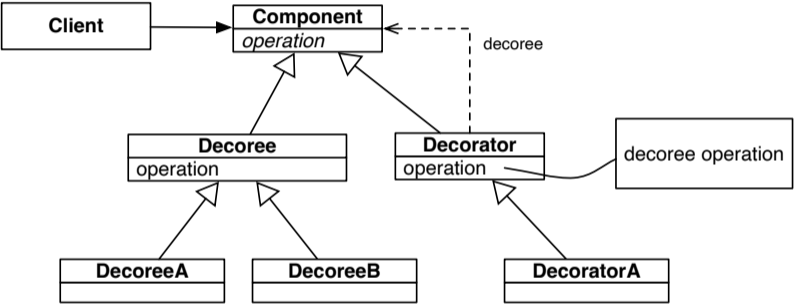 Client
Component
operation
decoree
Decoree
operation
Decorator
operation
decoree operation
DecoreeA
DecoreeB
DecoratorA